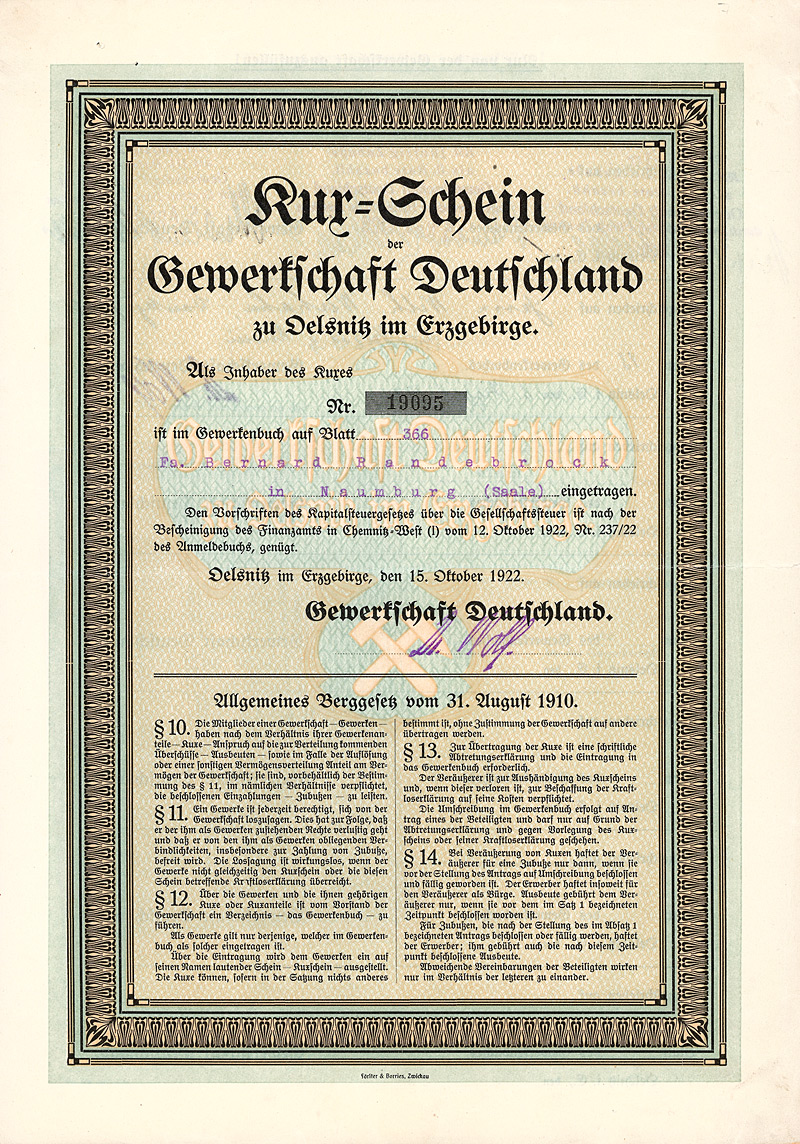 Kux-Schein
der
Gewerkschaft Deutschland
zu Oelsnitz im Erzgebirge.
Als Inhaber des Kuxes
Nr. 19095
ist im Gewerkenbuch auf Blatt 366
Fa. Bernard Randebrock
in Naumburg (Saale) eingetragen.
Den Vorschriften des Kapitalsteuergesetzes über die Gesellschaftssteuer ist nach der
Bescheinigung des Finanzamts in Chemnitz-West (I) vom 12. Oktober 1922, Nr. 237/22
des Anmeldebuchs, genügt.
Oelsnitz im Erzgebirge, den 15. Oktober 1922.
Gewerkschaft Deutschland.
Dr. Wolf.
Allgemeines Berggesetz vom 31. August 1910.
§ 10. Die Mitglieder einer Gewerkschaft — Gewerken —
haben nach dem Verhältnis ihrer Gewerkenan-
teile — Kuxe — Anspruch auf die zur Verteilung kommenden
Überschüsse — Ausbeuten — sowie im Falle der Auflösung
oder einer sonstigen Vermögensverteilung Anteil am Ver-
mögen der Gewerkschaft; sie sind, vorbehältlich der Bestim-
mung des § 11, im nämlichen Verhältnisse verpflichtet,
die beschlossenen Einzahlungen — Zubußen — zu leisten.
§ 11. Ein Gewerke ist jederzeit berechtigt, sich von der
Gewerkschaft loszusagen. Dies hat zur Folge, daß
er der ihm als Gewerken zustehenden Rechte verlustig geht
und daß er von den ihm als Gewerken obliegenden Ver-
bindlichkeiten, insbesondere zur Zahlung von Zubuße,
befreit wird. Die Lossagung ist wirkungslos, wenn der
Gewerke nicht gleichzeitig den Kuxschein oder die diesen
Schein betreffende Kraftloserklärung überreicht.
§ 12. Über die Gewerken und die ihnen gehörigen
Kuxe oder Kuxanteile ist vom Vorstand der
Gewerkschaft ein Verzeichnis — das Gewerkenbuch — zu
führen.
Als Gewerke gilt nur derjenige, welcher im Gewerken-
buch als solcher eingetragen ist.
Über die Eintragung wird dem Gewerken ein auf
seinen Namen lautender Schein — Kuxschein — ausgestellt.
Die Kuxe können, sofern in der Satzung nichts anderes
bestimmt ist, ohne Zustimmung der Gewerkschaft auf andere
übertragen werden.
§ 13. Zur Übertragung der Kuxe ist eine schriftliche
Abtretungserklärung und die Eintragung in
das Gewerkenbuch erforderlich.
Der Veräußerer ist zur Aushändigung des Kuxscheins
und, wenn dieser verloren ist, zur Beschaffung der Kraft-
loserklärung auf seine Kosten verpflichtet.
Die Umschreibung im Gewerkenbuch erfolgt auf An-
trag eines der Beteiligten und darf nur auf Grund der
Abtretungserklärung und gegen Vorlegung des Kux-
scheins oder seiner Kraftloserklärung geschehen.
§ 14. Bei Veräußerung von Kuxen haftet der Ver-
äußerer für eine Zubuße nur dann, wenn sie
vor der Stellung des Antrags auf Umschreibung beschlossen
und fällig geworden ist. Der Erwerber haftet insoweit für
den Veräußerer als Bürge. Ausbeute gebührt dem Ver-
äußerer nur, wenn sie vor dem im Satz 1 bezeichneten
Zeitpunkt beschlossen worden ist.
Für Zubußen, die nach der Stellung des im Absatz 1
bezeichneten Antrags beschlossen oder fällig werden, haftet
der Erwerber; ihm gebührt auch die nach diesem Zeit-
punkt beschlossene Ausbeute.
Abweichende Vereinbarungen der Beteiligten wirken
nur im Verhältnis der letzteren zu einander.
Förster & Borries, Zwickau